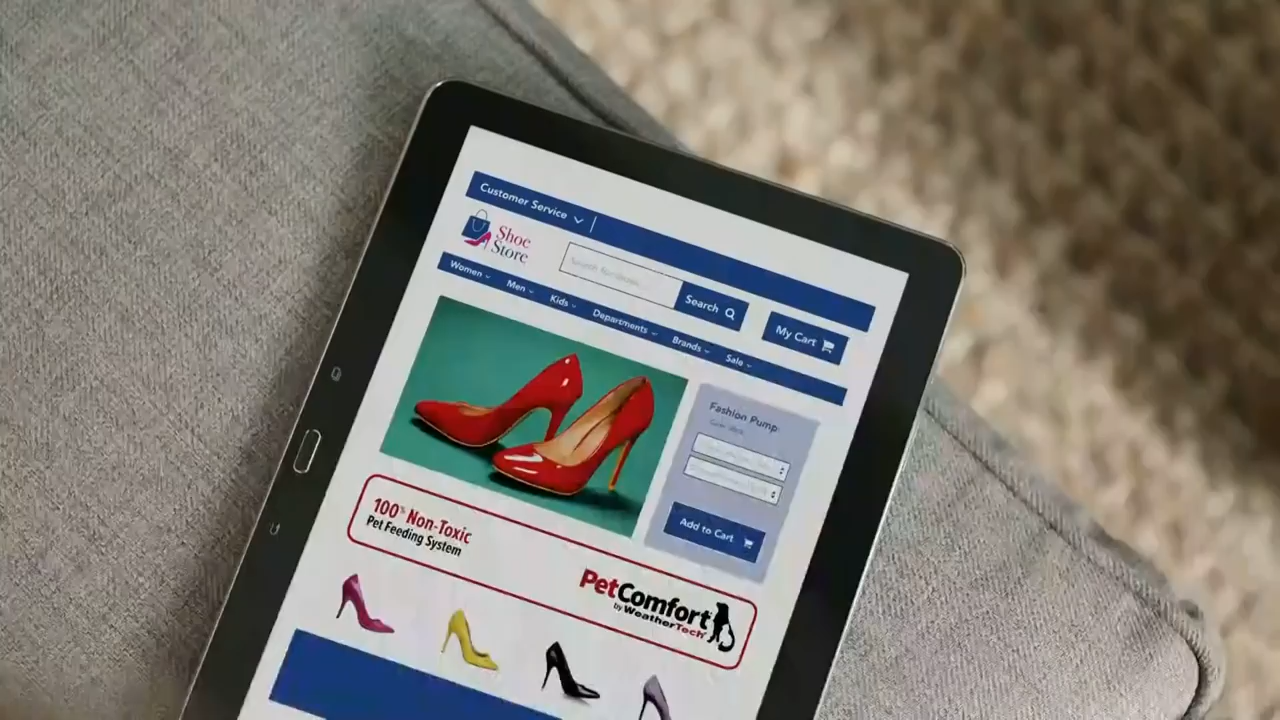 Customer Service
Shoe
Store
Search
My Cart
Women
Men
Kids
Departments
Brands
Sale
Fashion Pump
Add to Cart
100% Non-Toxic
Pet Feeding System
PetComfort
by WeatherTech